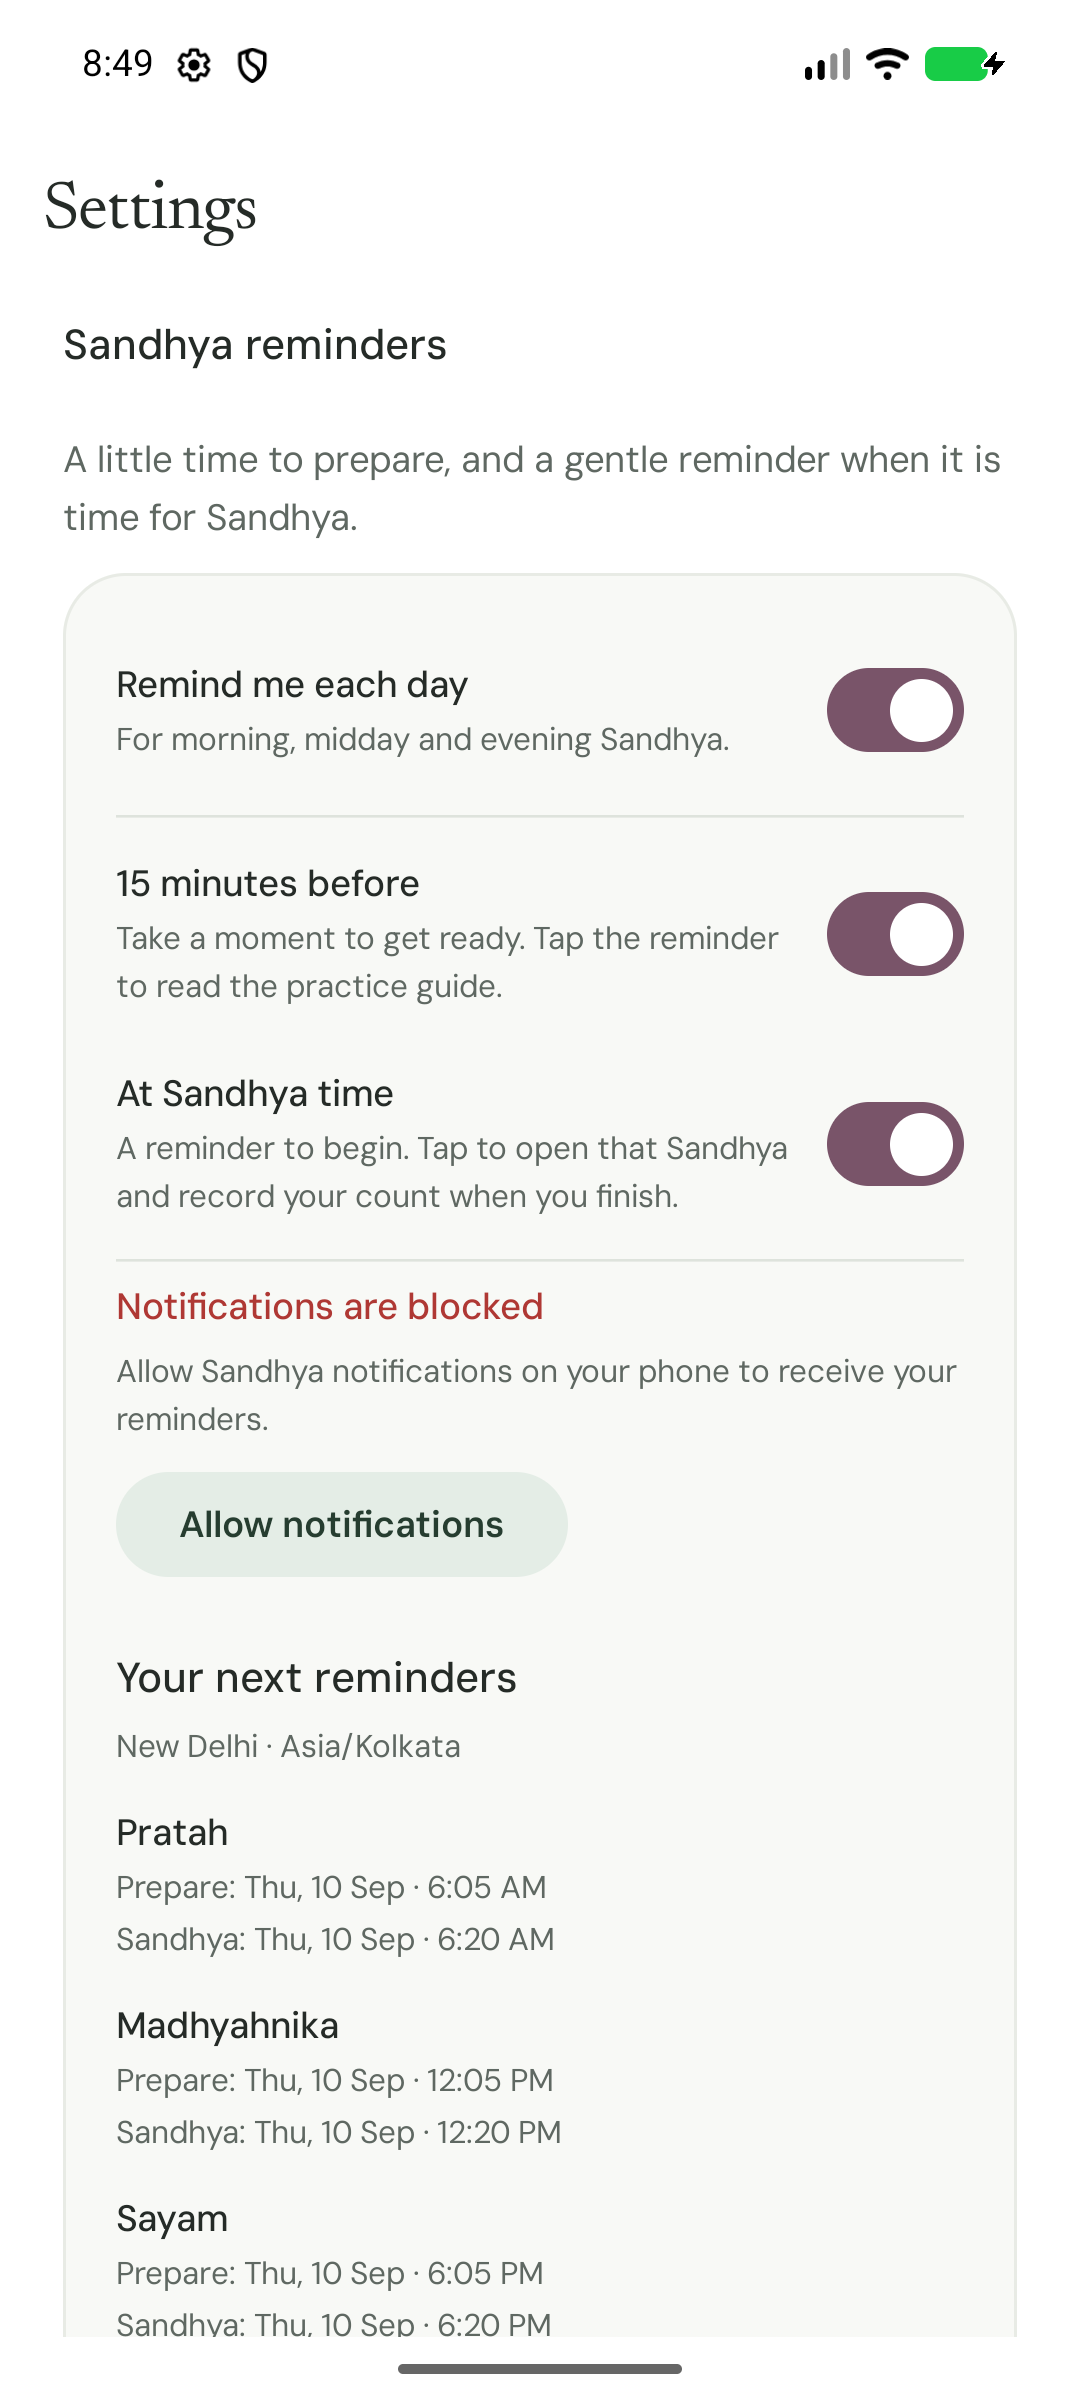 8:49
Settings
Sandhya reminders
A little time to prepare, and a gentle reminder when it is
time for Sandhya.
Remind me each day
For morning, midday and evening Sandhya.
15 minutes before
Take a moment to get ready. Tap the reminder
to read the practice guide.
At Sandhya time
A reminder to begin. Tap to open that Sandhya
and record your count when you finish.
Notifications are blocked
Allow Sandhya notifications on your phone to receive your
reminders.
Allow notifications
Your next reminders
New Delhi · Asia/Kolkata
Pratah
Prepare: Thu, 10 Sep · 6:05 AM
Sandhya: Thu, 10 Sep · 6:20 AM
Madhyahnika
Prepare: Thu, 10 Sep · 12:05 PM
Sandhya: Thu, 10 Sep · 12:20 PM
Sayam
Prepare: Thu, 10 Sep · 6:05 PM
Sandhya: Thu, 10 Sep · 6:20 PM